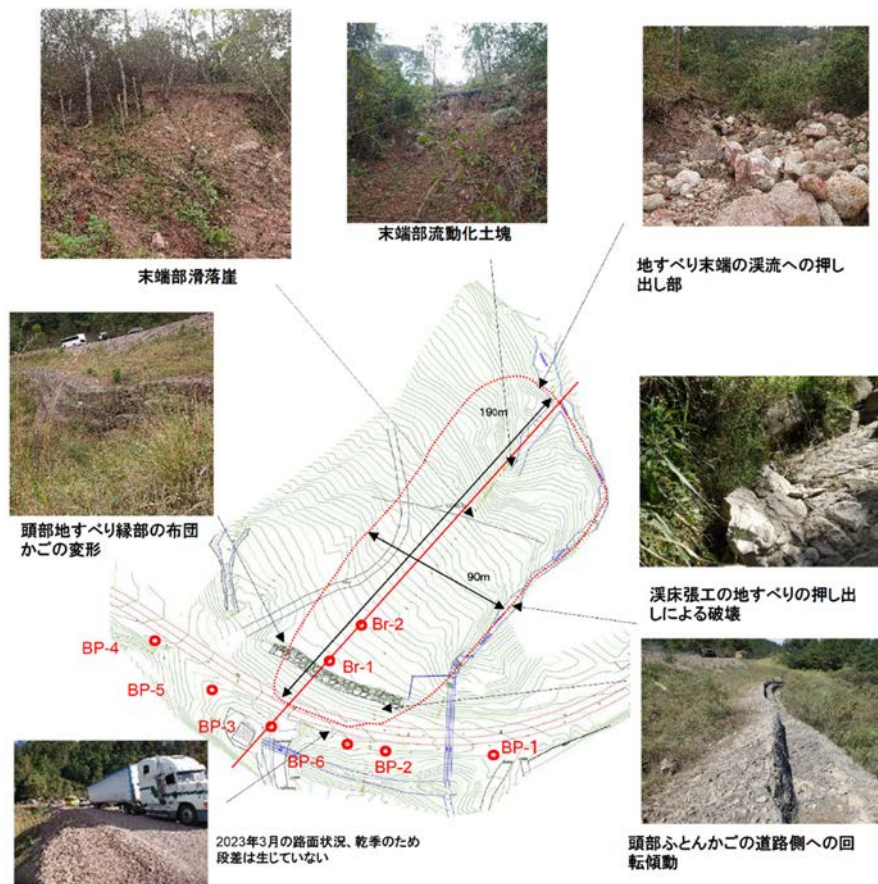 末端部滑落崖
末端部流動化土塊
地すべり末端の渓流への押し
出し部
190m
頭部地すべり縁部の布団
かごの変形
90m
渓床張工の地すべりの押し出
しによる破壊
Br-2
BP-4
Br-1
BP-5
BP-3
BP-6
BP-2
BP-1
2023年3月の路面状況、乾季のため
段差は生じていない
頭部ふとんかごの道路側への回
転傾動